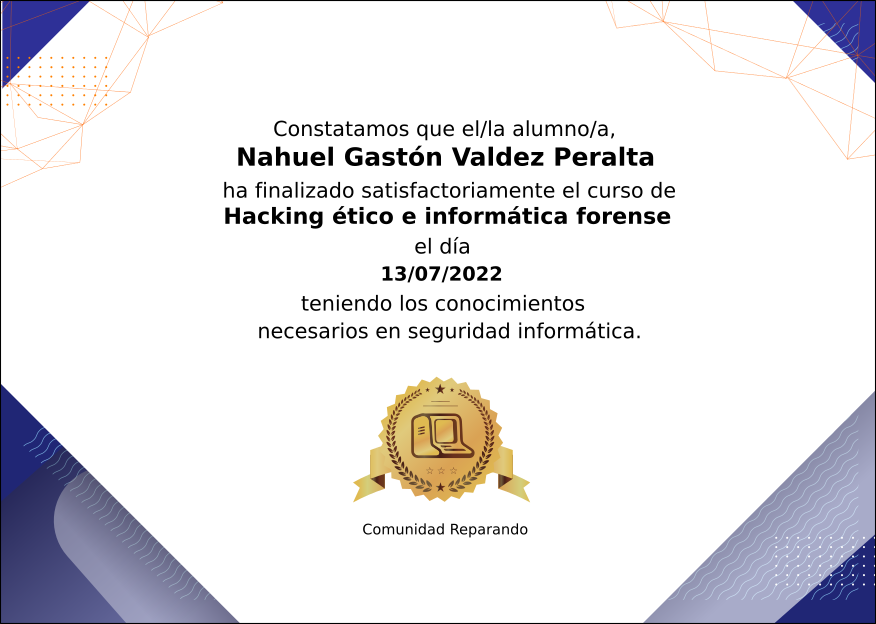 Constatamos que el/la alumno/a,
Nahuel Gastón Valdez Peralta
ha finalizado satisfactoriamente el curso de
Hacking ético e informática forense
el día
13/07/2022
teniendo los conocimientos
necesarios en seguridad informática.
Comunidad Reparando